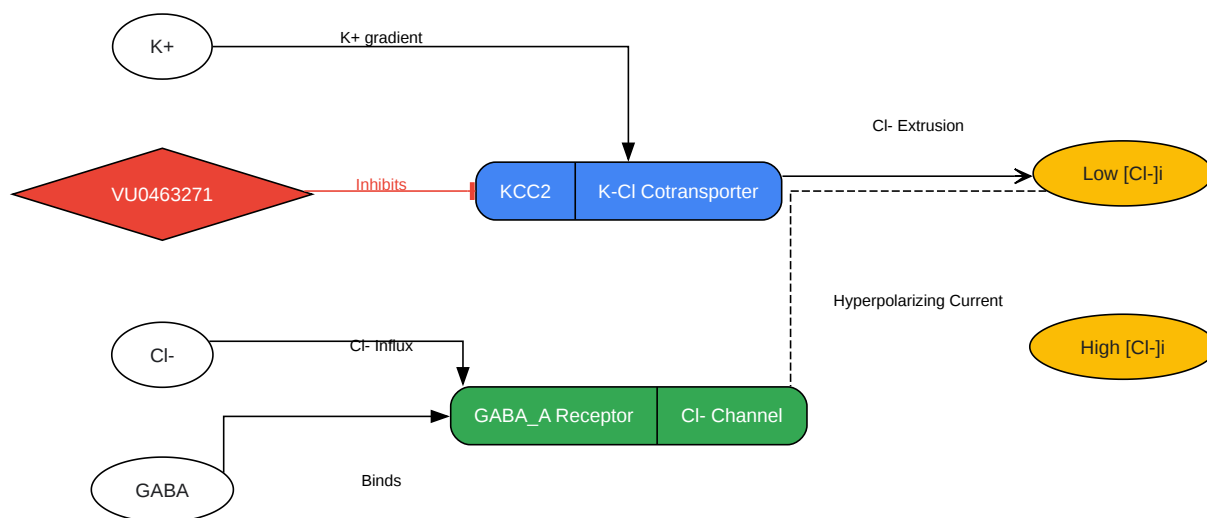 K+
K+ gradient
Cl- Extrusion
VU0463271
Inhibits
KCC2
K-Cl Cotransporter
Low [Cl-]i
Hyperpolarizing Current
Cl-
Cl- Influx
High [Cl-]i
GABA_A Receptor
Cl- Channel
GABA
Binds